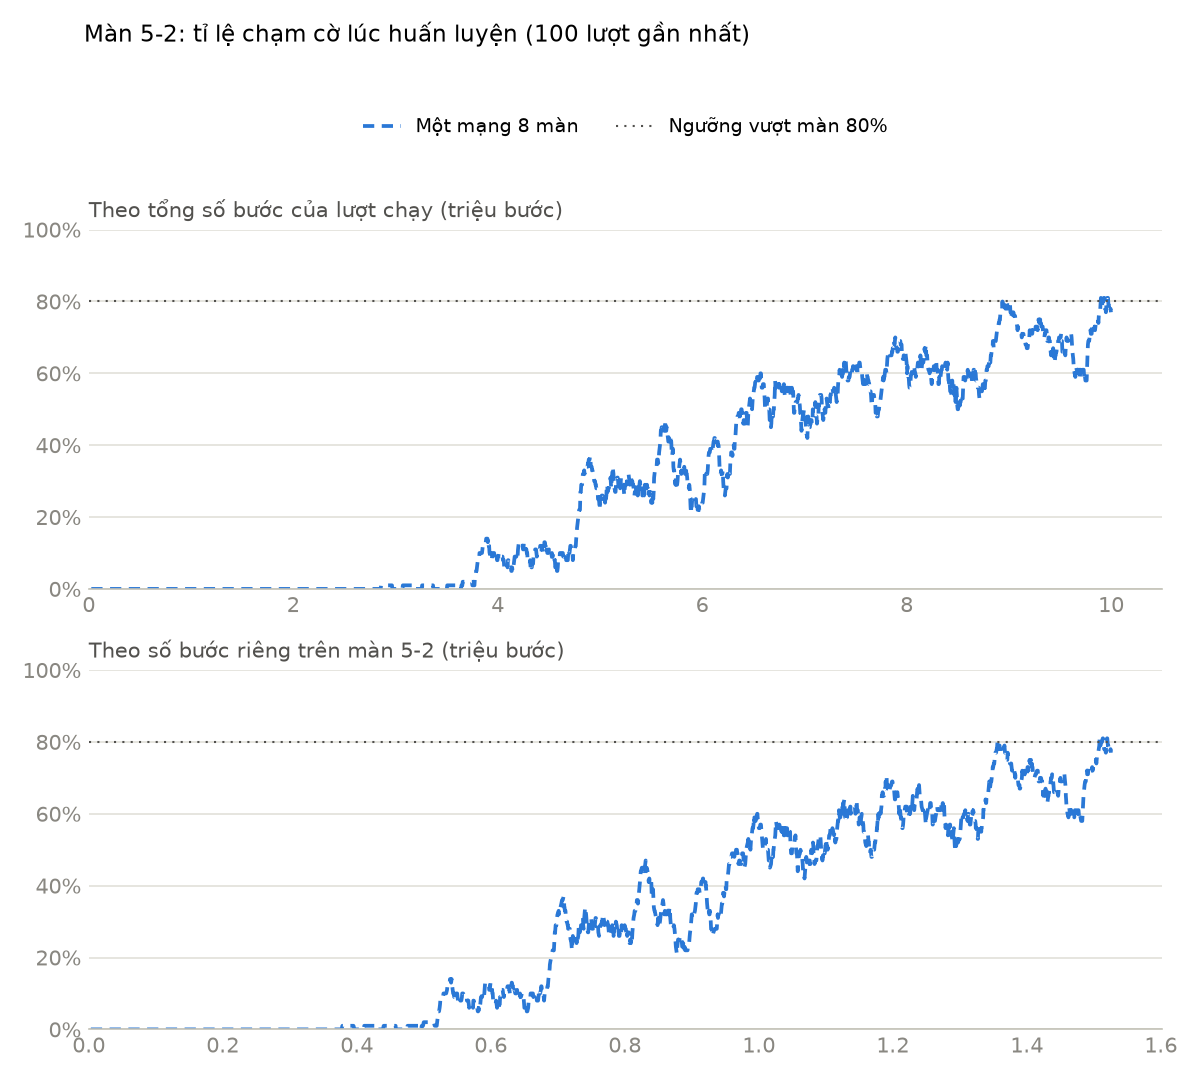 Màn 5-2: tỉ lệ chạm cờ lúc huấn luyện (100 lượt gần nhất)
Một mạng 8 màn
Ngưỡng vượt màn 80%
Theo tổng số bước của lượt chạy (triệu bước)
100%
80%
60%
40%
20%
0%
0 2 4 6 8 10
Theo số bước riêng trên màn 5-2 (triệu bước)
100%
80%
60%
40%
20%
0%
0.0 0.2 0.4 0.6 0.8 1.0 1.2 1.4 1.6